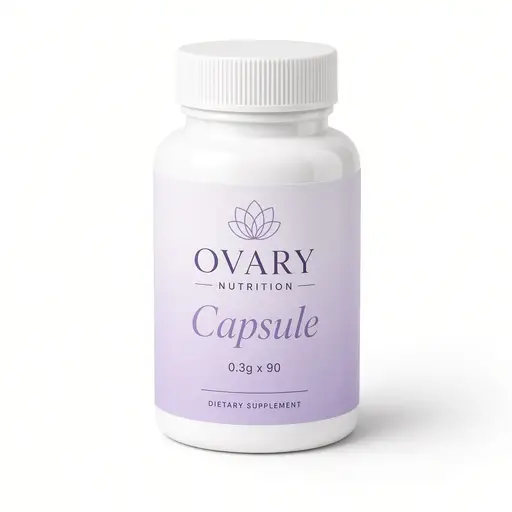 OVARY
NUTRITION
Capsule
0.3g x 90
DIETARY SUPPLEMENT